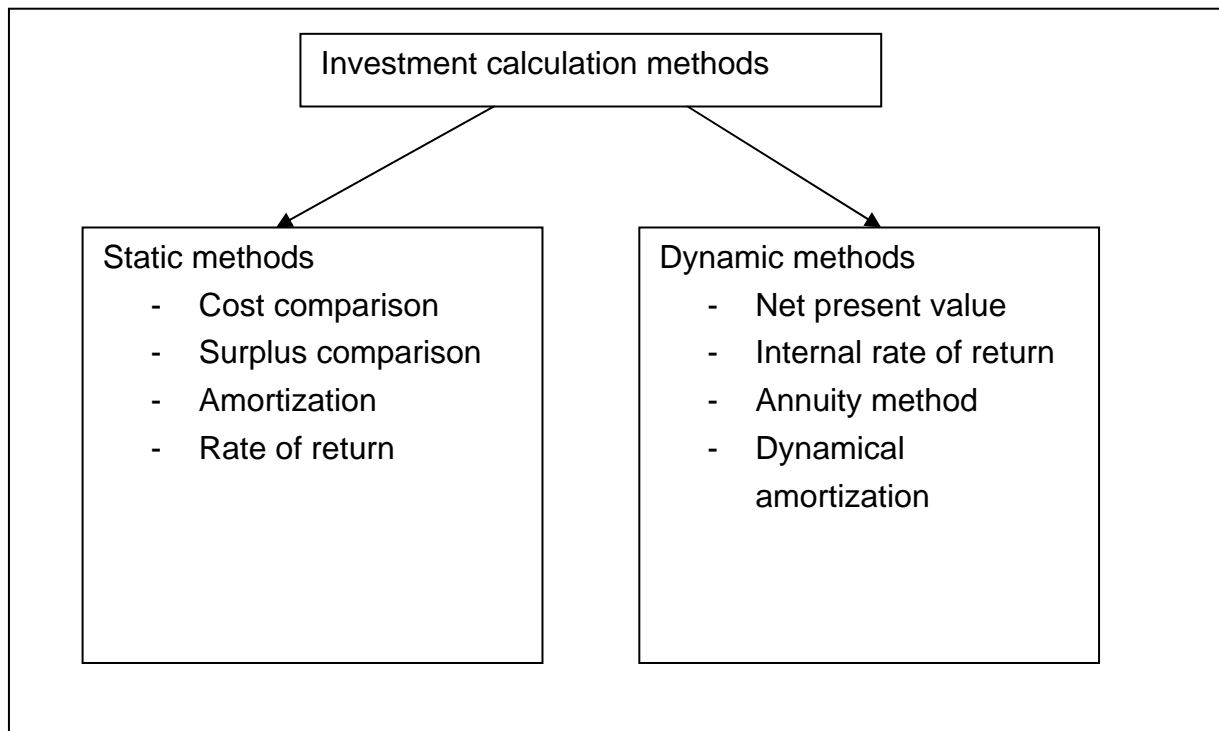 Investment calculation methods
Static methods
- Cost comparison
- Surplus comparison
- Amortization
- Rate of return
Dynamic methods
- Net present value
- Internal rate of return
- Annuity method
- Dynamical
amortization